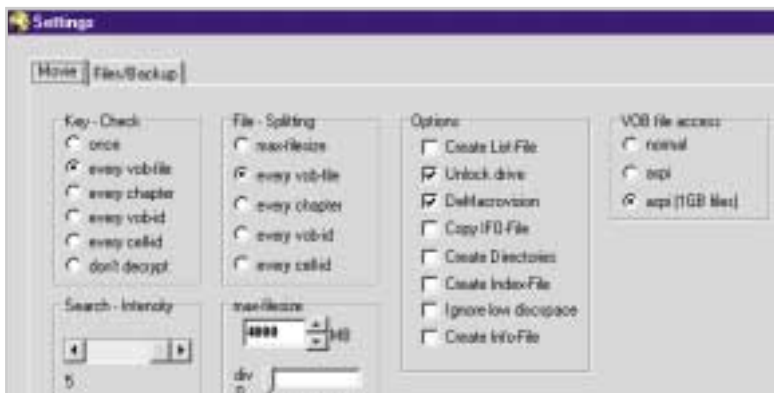 Settings
Movie
Files/Backup
Key - Check
once
every vob-file
every chapter
every vob-id
every cell-id
don't decrypt
Search - Intensity
5
File - Splitting
max-filesize
every vob-file
every chapter
every vob-id
every cell-id
max-filesize
4000
MB
div
Options
Create List-File
Unlock drive
DeMacrovision
Copy IFO-File
Create Directories
Create Index-File
Ignore low discspace
Create Info-File
VOB file access
normal
aspi
aspi (1GB files)